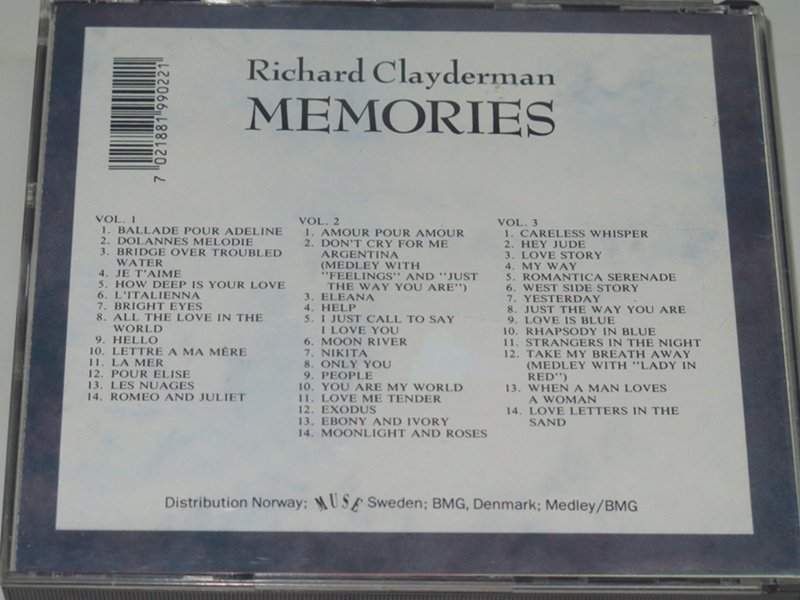 Richard Clayderman
MEMORIES
7 021881 990221
VOL. 1
1. BALLADE POUR ADELINE
2. DOLANNES MELODIE
3. BRIDGE OVER TROUBLED
WATER
4. JE T'AIME
5. HOW DEEP IS YOUR LOVE
6. L'ITALIENNA
7. BRIGHT EYES
8. ALL THE LOVE IN THE
WORLD
9. HELLO
10. LETTRE A MA MÈRE
11. LA MER
12. POUR ELISE
13. LES NUAGES
14. ROMEO AND JULIET
VOL. 2
1. AMOUR POUR AMOUR
2. DON'T CRY FOR ME
ARGENTINA
(MEDLEY WITH
"FEELINGS" AND "JUST
THE WAY YOU ARE")
3. ELEANA
4. HELP
5. I JUST CALL TO SAY
I LOVE YOU
6. MOON RIVER
7. NIKITA
8. ONLY YOU
9. PEOPLE
10. YOU ARE MY WORLD
11. LOVE ME TENDER
12. EXODUS
13. EBONY AND IVORY
14. MOONLIGHT AND ROSES
VOL. 3
1. CARELESS WHISPER
2. HEY JUDE
3. LOVE STORY
4. MY WAY
5. ROMANTICA SERENADE
6. WEST SIDE STORY
7. YESTERDAY
8. JUST THE WAY YOU ARE
9. LOVE IS BLUE
10. RHAPSODY IN BLUE
11. STRANGERS IN THE NIGHT
12. TAKE MY BREATH AWAY
(MEDLEY WITH "LADY IN
RED")
13. WHEN A MAN LOVES
A WOMAN
14. LOVE LETTERS IN THE
SAND
Distribution Norway; MUSE Sweden; BMG, Denmark; Medley/BMG